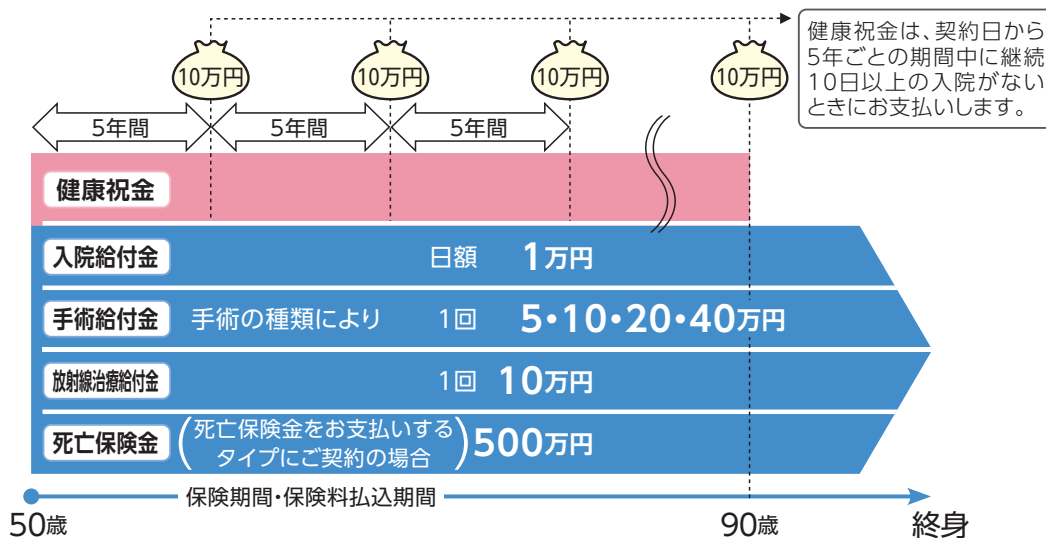 10万円
10万円
10万円
10万円
健康祝金は、契約日から
5年ごとの期間中に継続
10日以上の入院がない
ときにお支払いします。
5年間
5年間
5年間
健康祝金
入院給付金 日額 1万円
手術給付金 手術の種類により 1回 5・10・20・40万円
放射線治療給付金 1回 10万円
死亡保険金 (死亡保険金をお支払いする
タイプにご契約の場合) 500万円
保険期間・保険料払込期間
50歳 90歳 終身